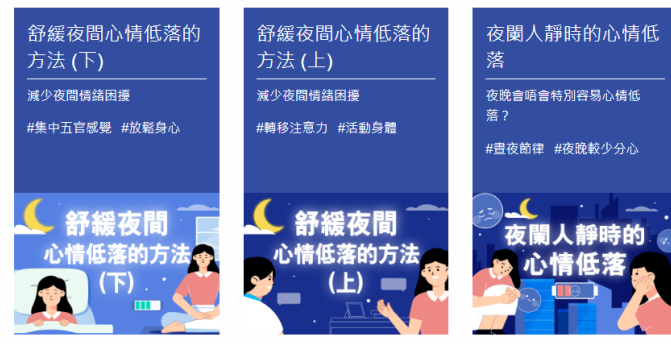 舒緩夜間心情低落的
方法 (下)
減少夜間情緒困擾
#集中五官感覺 #放鬆身心
舒緩夜間
心情低落的方法
(下)
舒緩夜間心情低落的
方法 (上)
減少夜間情緒困擾
#轉移注意力 #活動身體
舒緩夜間
心情低落的方法
(上)
夜闌人靜時的心情低
落
夜晚會唔會特別容易心情低
落？
#晝夜節律 #夜晚較少分心
夜闌人靜時的
心情低落